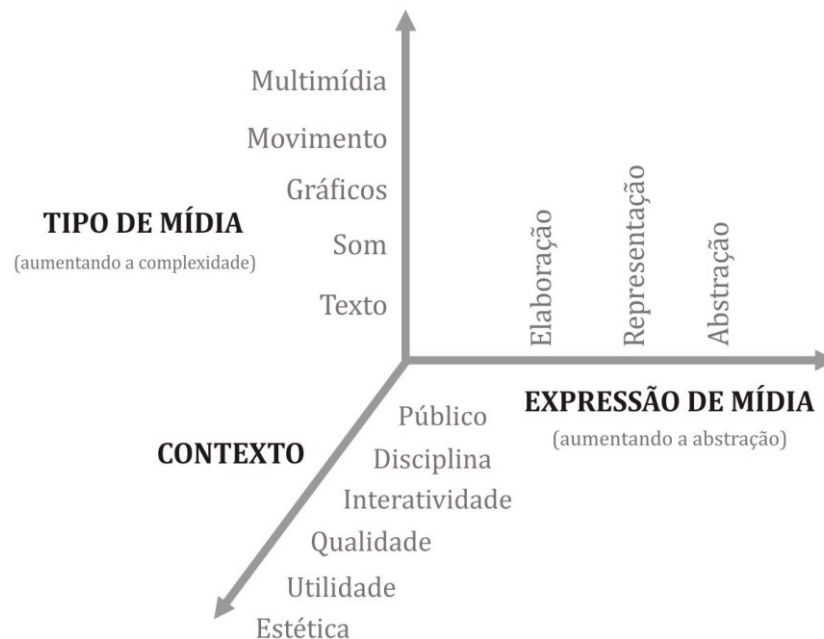 Multimídia
Movimento
Gráficos
TIPO DE MÍDIA
(aumentando a complexidade)
Som
Texto
Elaboração
Representação
Abstração
EXPRESSÃO DE MÍDIA
(aumentando a abstração)
CONTEXTO
Público
Disciplina
Interatividade
Qualidade
Utilidade
Estética